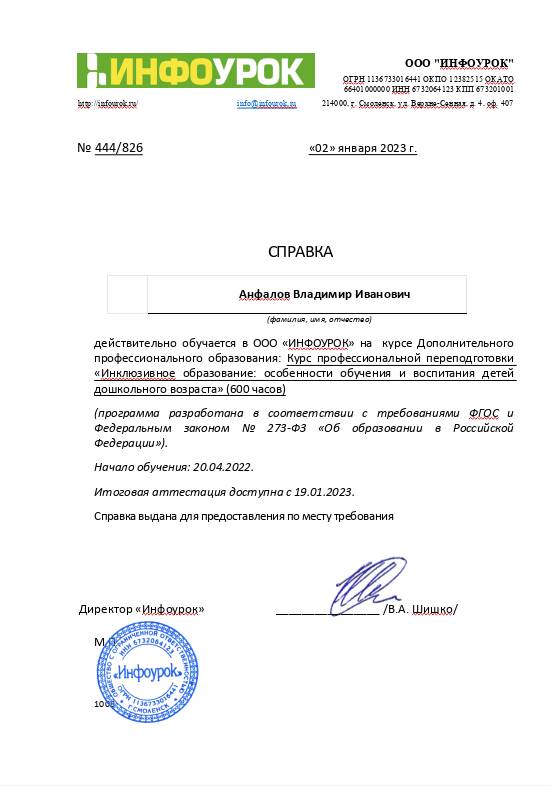 ИНФОУРОК
ООО "ИНФОУРОК"
ОГРН 1136733016441 ОКПО 12382515 ОКАТО
66401000000 ИНН 6732064123 КПП 673201001
http://infourok.ru/ info@infourok.ru 214000, г. Смоленск, ул. Верхне-Сенная, д. 4, оф. 407
№ 444/826 «02» января 2023 г.
СПРАВКА
Анфалов Владимир Иванович
(фамилия, имя, отчество)
действительно обучается в ООО «ИНФОУРОК» на курсе Дополнительного
профессионального образования: Курс профессиональной переподготовки
«Инклюзивное образование: особенности обучения и воспитания детей
дошкольного возраста» (600 часов)
(программа разработана в соответствии с требованиями ФГОС и
Федеральным законом № 273-ФЗ «Об образовании в Российской
Федерации»).
Начало обучения: 20.04.2022.
Итоговая аттестация доступна с 19.01.2023.
Справка выдана для предоставления по месту требования
Директор «Инфоурок» ____________________ /В.А. Шишко/
ОБЩЕСТВО С ОГРАНИЧЕННОЙ ОТВЕТСТВЕННОСТЬЮ
ИНН 6732064123
«Инфоурок»
ОГРН 1136733016441
Г.СМОЛЕНСК